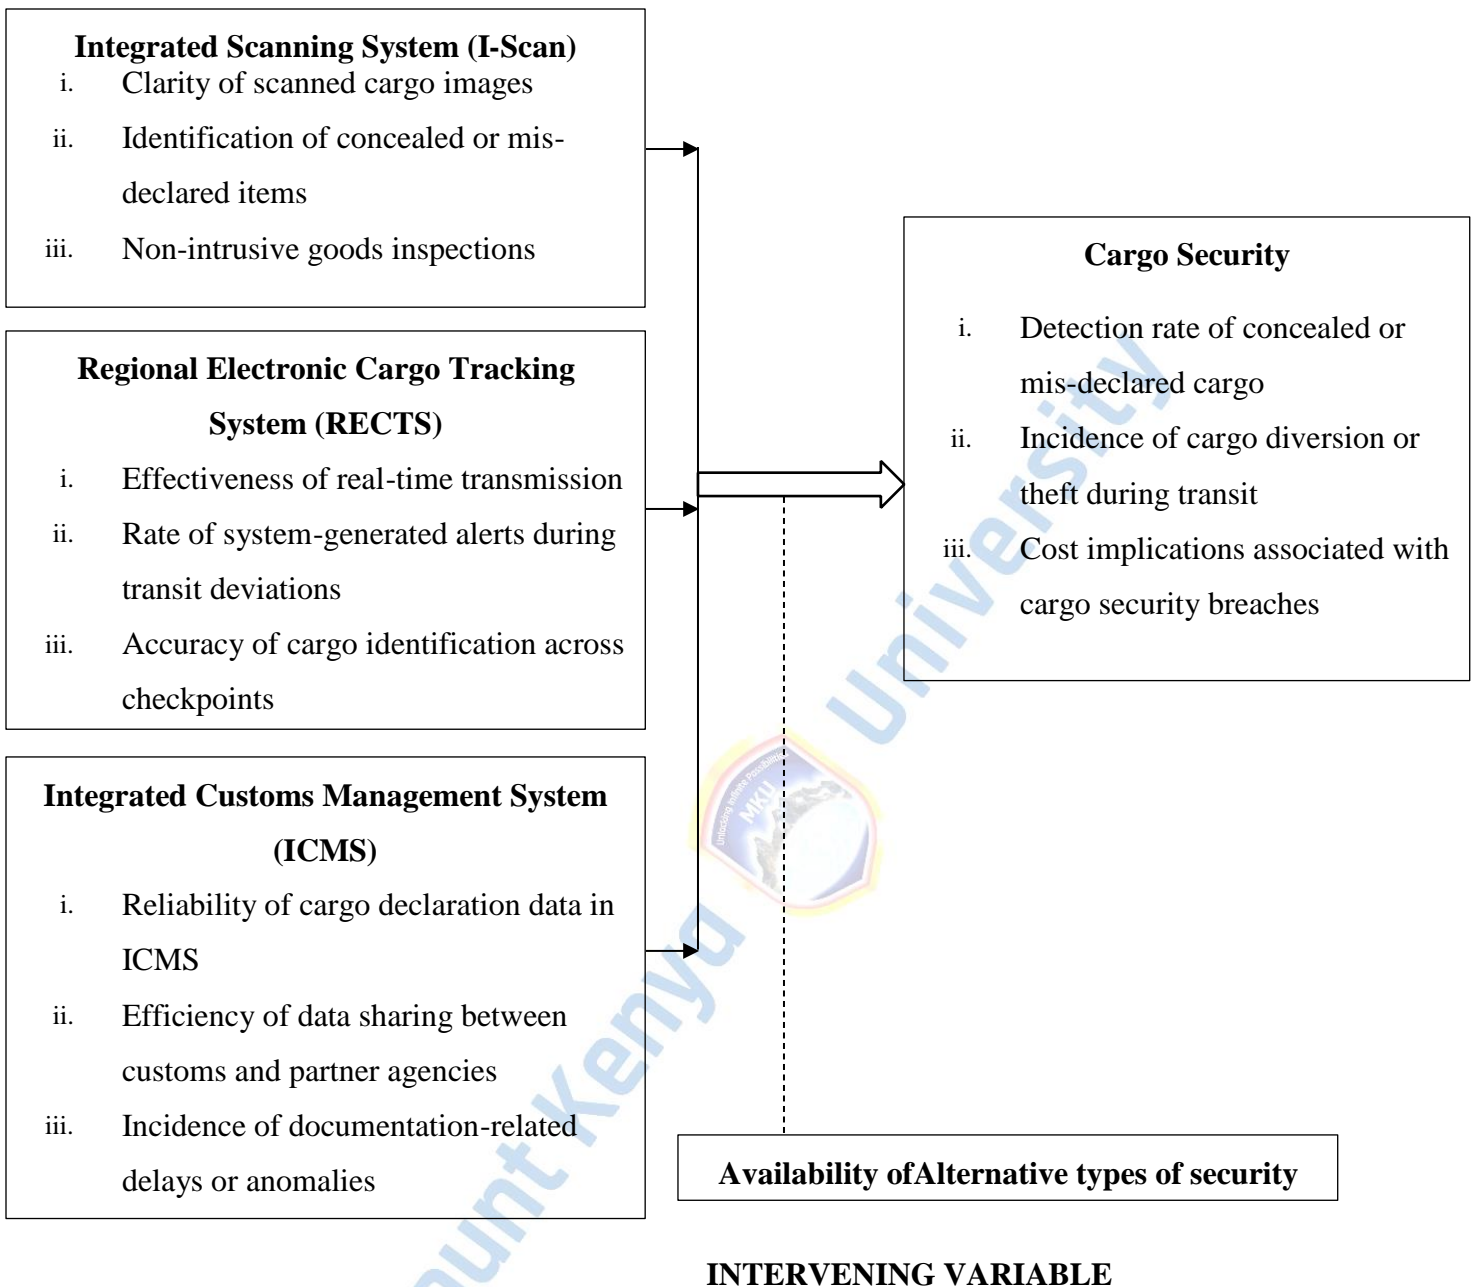 Integrated Scanning System (I-Scan)
i. Clarity of scanned cargo images
ii. Identification of concealed or mis-
declared items
iii. Non-intrusive goods inspections
Regional Electronic Cargo Tracking
System (RECTS)
i. Effectiveness of real-time transmission
ii. Rate of system-generated alerts during
transit deviations
iii. Accuracy of cargo identification across
checkpoints
Integrated Customs Management System
(ICMS)
i. Reliability of cargo declaration data in
ICMS
ii. Efficiency of data sharing between
customs and partner agencies
iii. Incidence of documentation-related
delays or anomalies
Cargo Security
i. Detection rate of concealed or
mis-declared cargo
ii. Incidence of cargo diversion or
theft during transit
iii. Cost implications associated with
cargo security breaches
Availability ofAlternative types of security
INTERVENING VARIABLE
Kenya University
Unlocking Infinite Possibilities
MKU